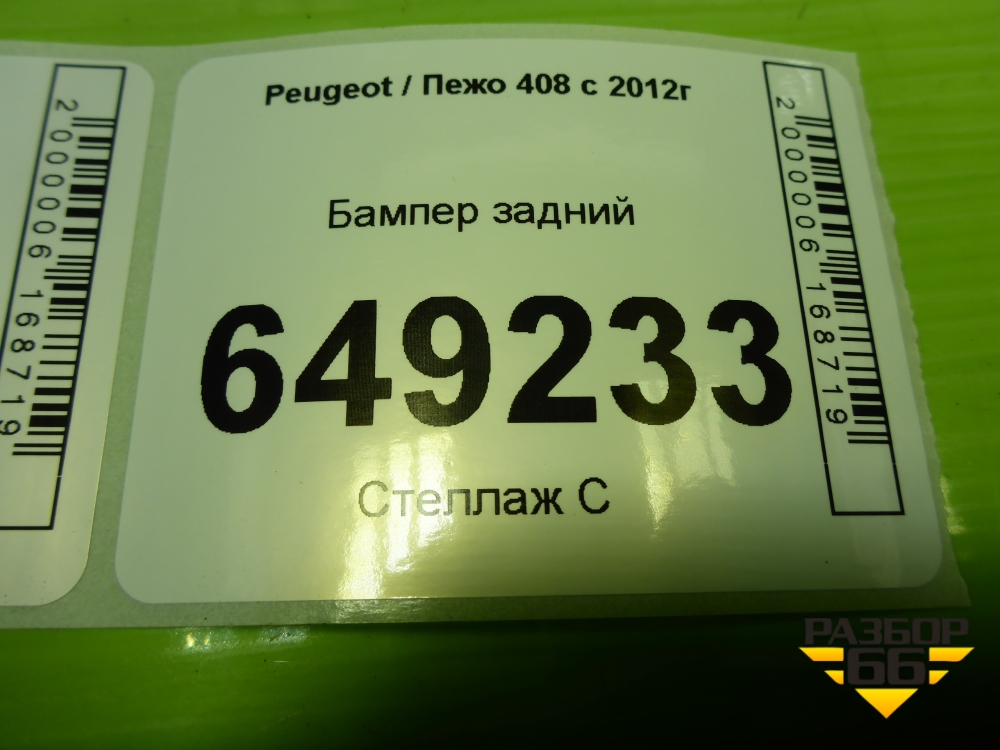 Peugeot / Пежо 408 с 2012г
Бампер задний
649233
Стеллаж С
2000006168719
2000006168719
РАЗБОР
66